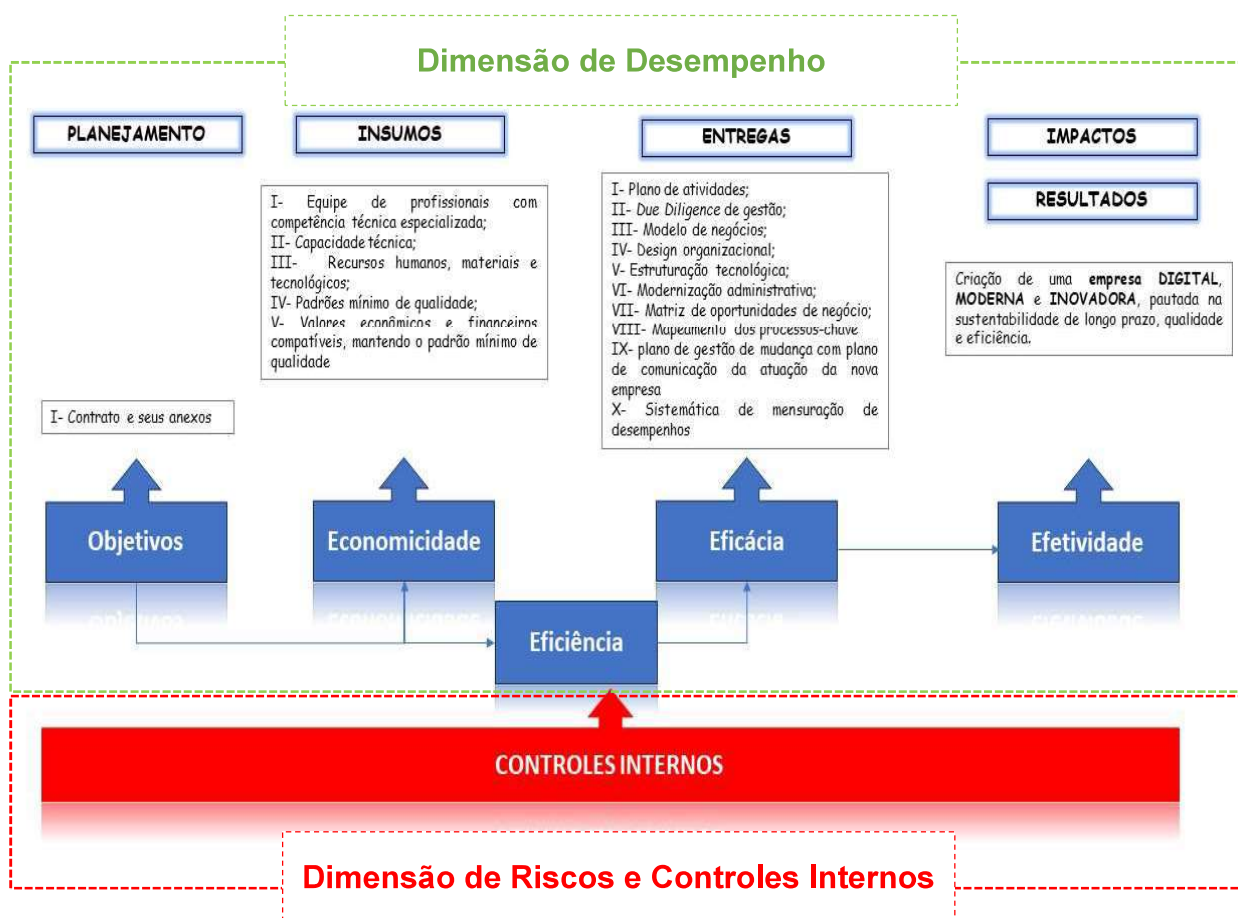 Dimensão de Desempenho
PLANEJAMENTO
INSUMOS
ENTREGAS
IMPACTOS
RESULTADOS
I- Contrato e seus anexos
I- Equipe de profissionais com
competência técnica especializada;
II- Capacidade técnica;
III- Recursos humanos, materiais e
tecnológicos;
IV- Padrões mínimo de qualidade;
V- Valores econômicos e financeiros
compatíveis, mantendo o padrão mínimo de
qualidade
I- Plano de atividades;
II- Due Diligence de gestão;
III- Modelo de negócios;
IV- Design organizacional;
V- Estruturação tecnológica;
VI- Modernização administrativa;
VII- Matriz de oportunidades de negócio;
VIII- Mapeamento dos processos-chave
IX- plano de gestão de mudança com plano
de comunicação da atuação da nova
empresa
X- Sistemática de mensuração de
desempenhos
Criação de uma empresa DIGITAL,
MODERNA e INOVADORA, pautada na
sustentabilidade de longo prazo, qualidade
e eficiência.
Objetivos
Economicidade
Eficácia
Efetividade
Eficiência
CONTROLES INTERNOS
Dimensão de Riscos e Controles Internos